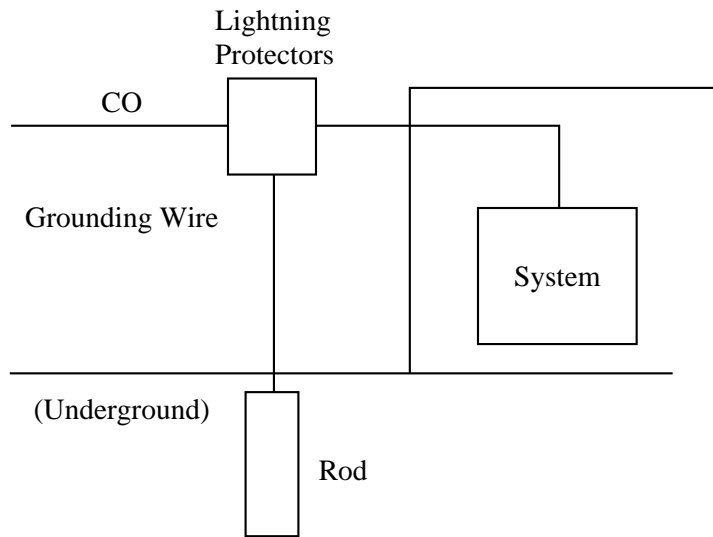 Lightning
Protectors
CO
Grounding Wire
System
(Underground)
Rod